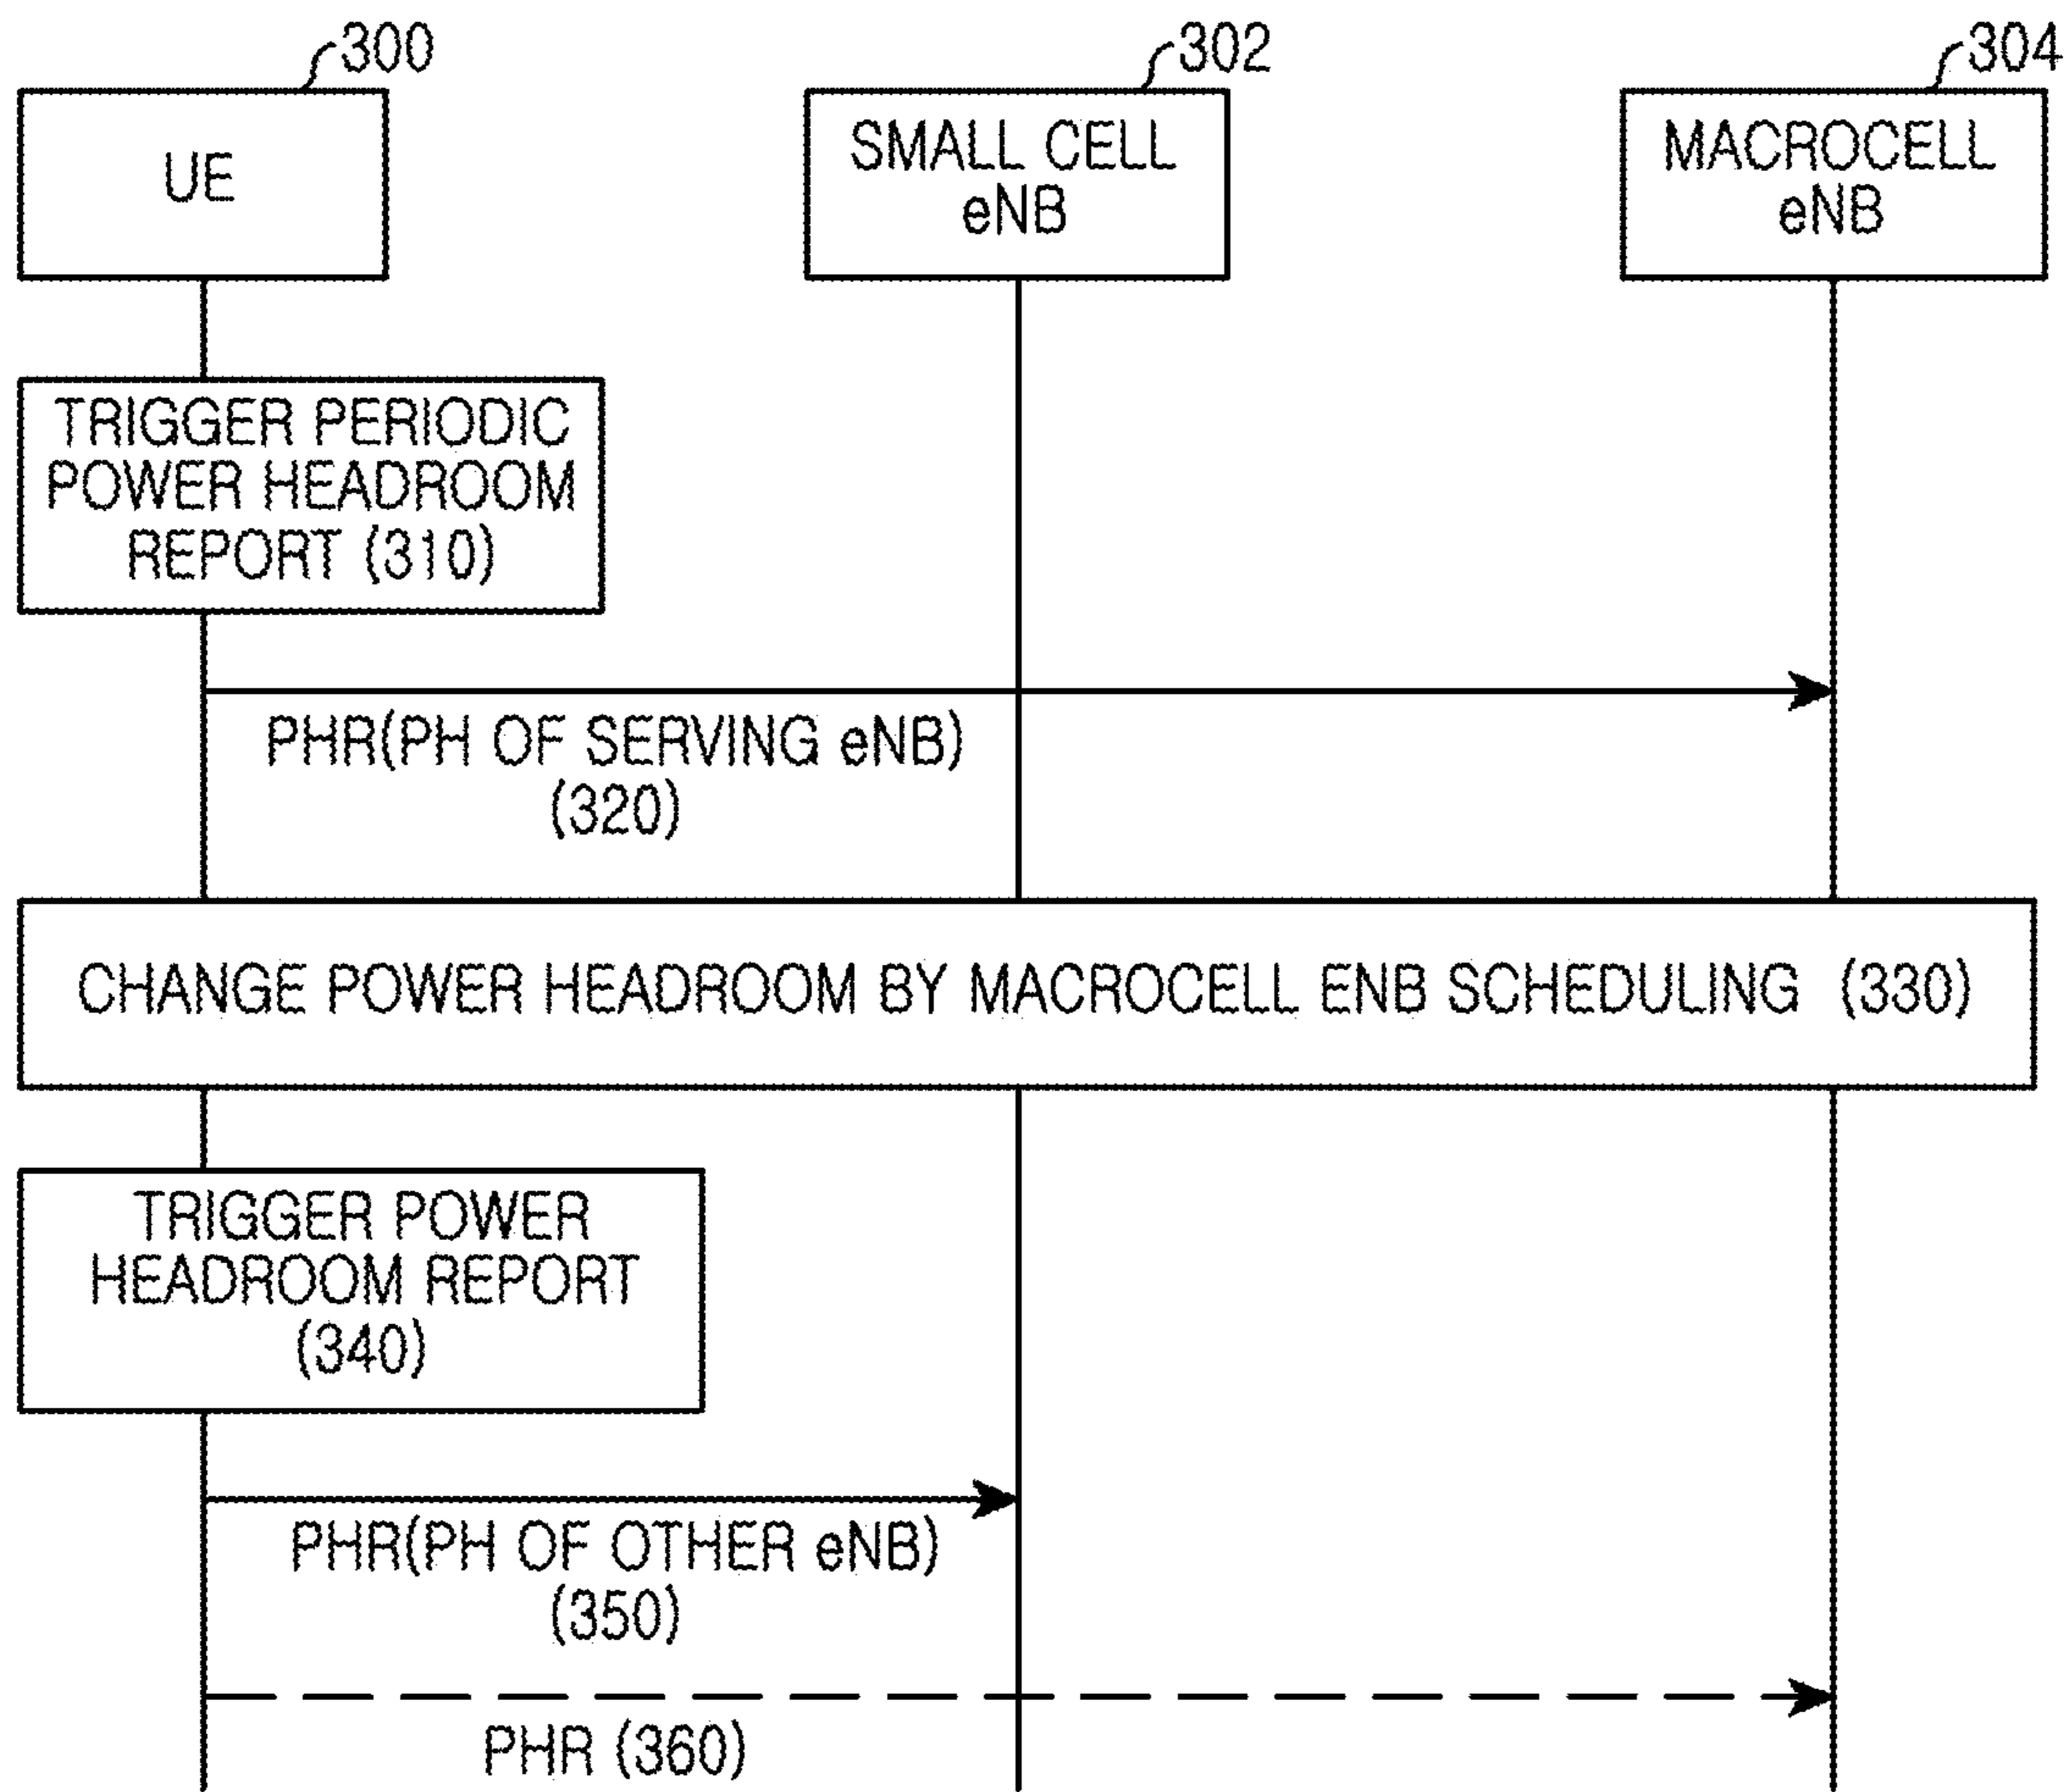 300
302
304
UE
SMALL CELL
eNB
MACROCELL
eNB
TRIGGER PERIODIC
POWER HEADROOM
REPORT (310)
PHR(PH OF SERVING eNB)
(320)
CHANGE POWER HEADROOM BY MACROCELL ENB SCHEDULING (330)
TRIGGER POWER
HEADROOM REPORT
(340)
PHR(PH OF OTHER eNB)
(350)
PHR (360)